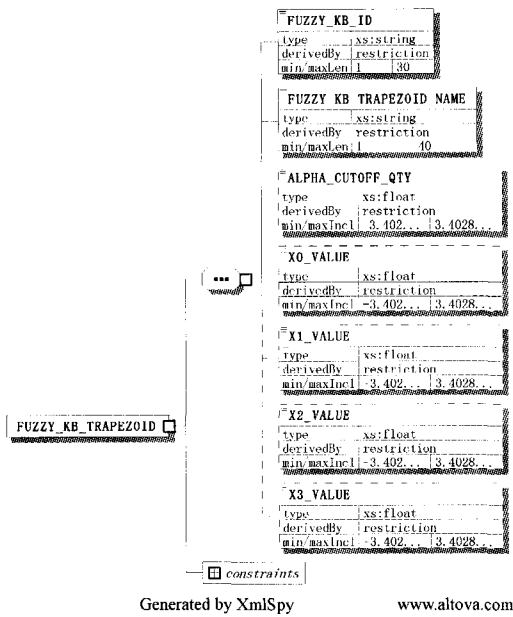 FUZZY_KB_ID
type xs:string
derivedBy restriction
min/maxLen 1 30
FUZZY KB TRAPEZOID NAME
type xs:string
derivedBy restriction
min/maxLen 1 40
ALPHA_CUTOFF_QTY
type xs:float
derivedBy restriction
min/maxIncl 3.402... 3.4028...
X0_VALUE
type xs:float
derivedBy restriction
min/maxIncl -3.402... 3.4028...
X1_VALUE
type xs:float
derivedBy restriction
min/maxIncl -3.402... 3.4028...
X2_VALUE
type xs:float
derivedBy restriction
min/maxIncl -3.402... 3.4028...
X3_VALUE
type xs:float
derivedBy restriction
min/maxIncl -3.402... 3.4028...
FUZZY_KB_TRAPEZOID
constraints
Generated by XmlSpy www.altova.com